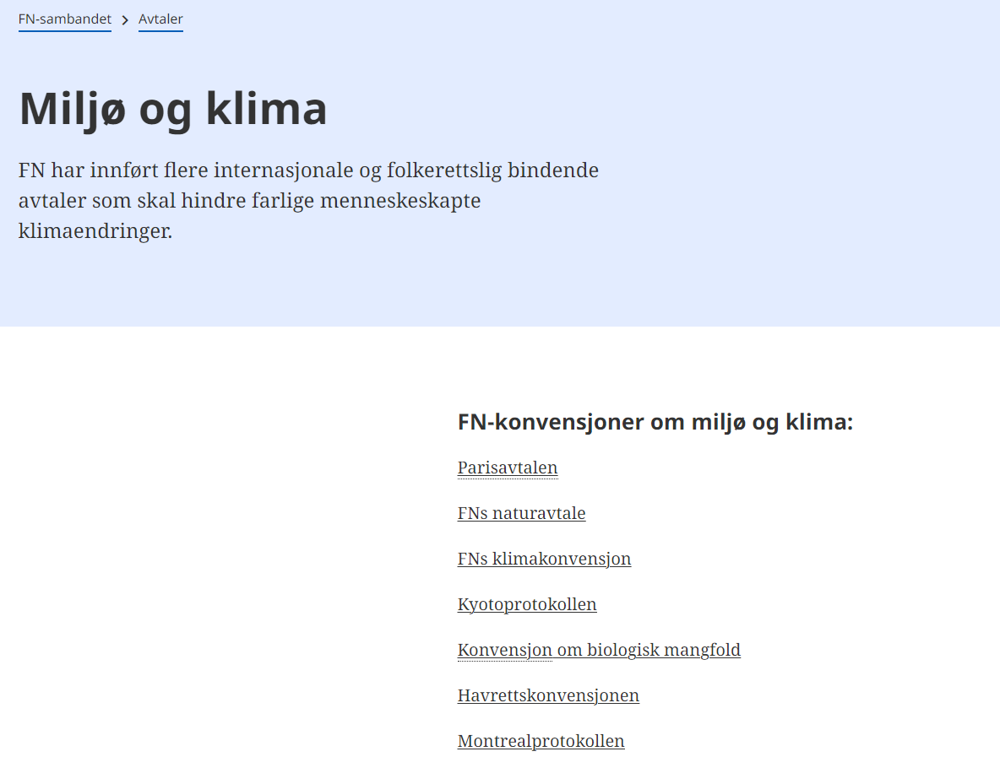 FN-sambandet > Avtaler
Miljø og klima
FN har innført flere internasjonale og folkerettslig bindende
avtaler som skal hindre farlige menneskeskapte
klimaendringer.
FN-konvensjoner om miljø og klima:
Parisavtalen
FNs naturavtale
FNs klimakonvensjon
Kyotoprotokollen
Konvensjon om biologisk mangfold
Havrettskonvensjonen
Montrealprotokollen